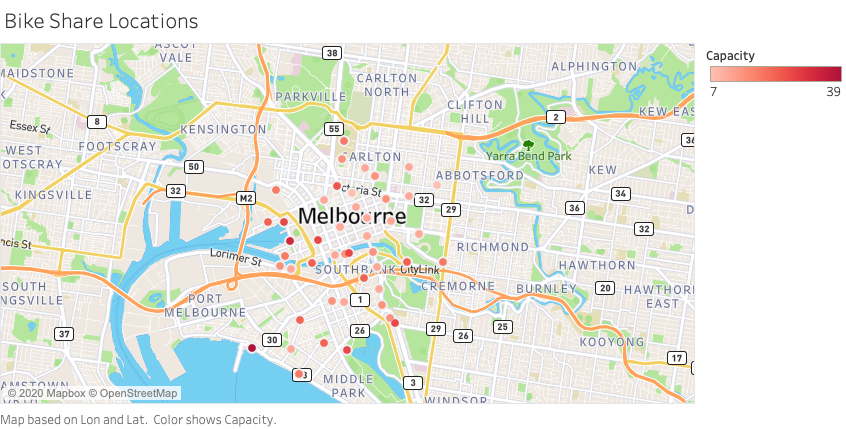 Bike Share Locations
Capacity
7 39
ASCOT
VALE
38
ALPHINGTON
MAIDSTONE
PARKVILLE
CARLTON
NORTH
CLIFTON
HILL
KEW EAS
8
2
Essex St
KENSINGTON
55
36
FOOTSCRAY
WEST
OTSCRAY
CARLTON
Yarra Bend Park
50
ABBOTSFORD
KEW
KINGSVILLE
32
M2
ctoria St
32
34
29
36
Melbourne
32
ncis St
RICHMOND
Lorimer St
SOUTHBANK
CityLink
HAWTHORN
SOUTH
NGSVILLE
CREMORNE
BURNLEY
20
HAWTHORN
EAST
PORT
MELBOURNE
1
37
30
26
29
26
25
KOOYONG
17
3
MIDDLE
PARK
3
AMSTOWN
WINDSOR
© 2020 Mapbox © OpenStreetMap
Map based on Lon and Lat. Color shows Capacity.